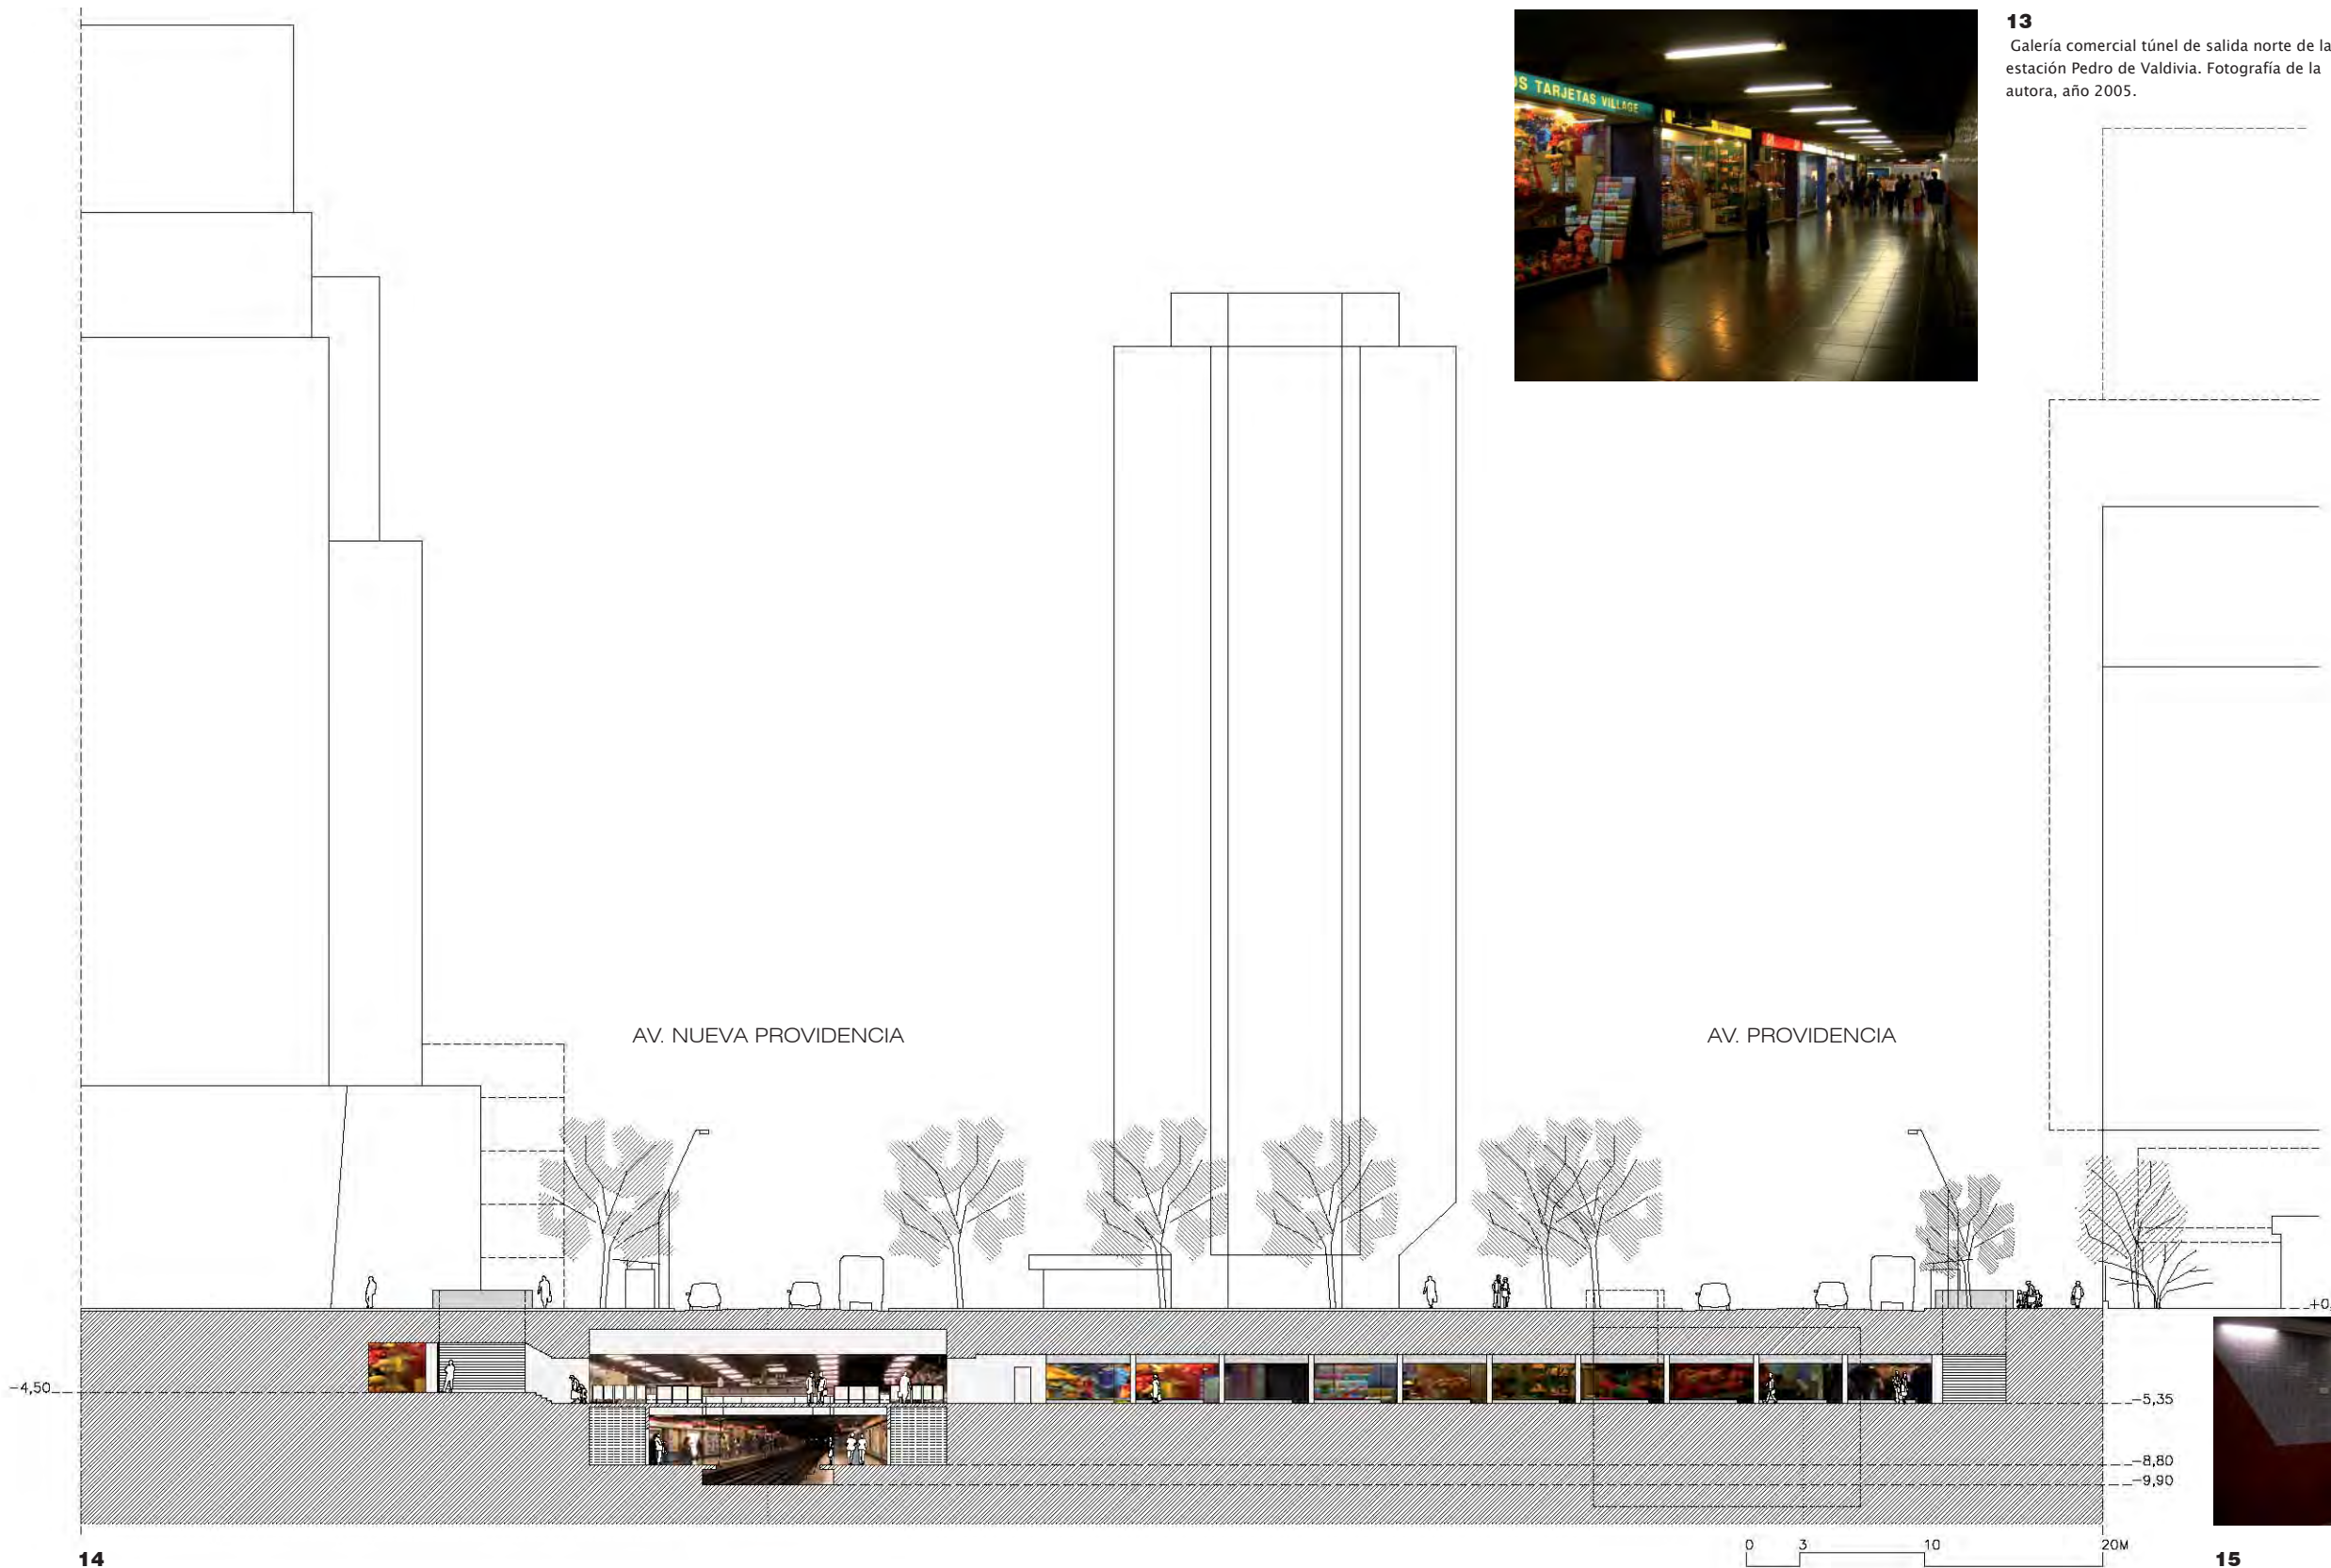 13
Galería comercial túnel de salida norte de la
estación Pedro de Valdivia. Fotografía de la
autora, año 2005.
OS TARJETAS VILLAGE
AV. NUEVA PROVIDENCIA
AV. PROVIDENCIA
+0,
-4,50
-5,35
-8,80
-9,90
0 3 10 20M
14
15